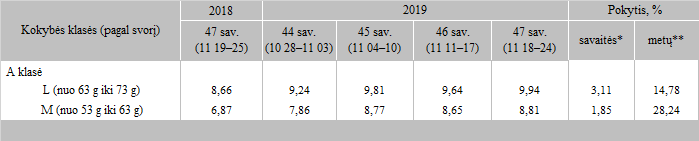 Kokybės klasės (pagal svorį) 2018 2019 Pokytis, %
47 sav. 44 sav. 45 sav. 46 sav. 47 sav. savaitės* metų**
(11 19–25) (10 28–11 03) (11 04–10) (11 11–17) (11 18–24)
A klasė
L (nuo 63 g iki 73 g) 8,66 9,24 9,81 9,64 9,94 3,11 14,78
M (nuo 53 g iki 63 g) 6,87 7,86 8,77 8,65 8,81 1,85 28,24